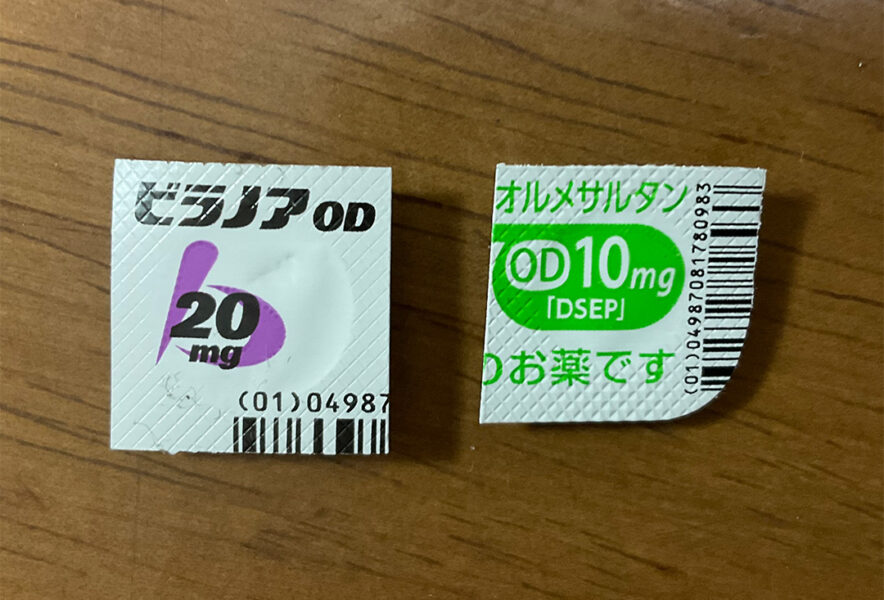 ビラノアOD
20
mg
(01)04987
オルメサルタン
OD10mg
「DSEP」
のお薬です
(01)04987081780983